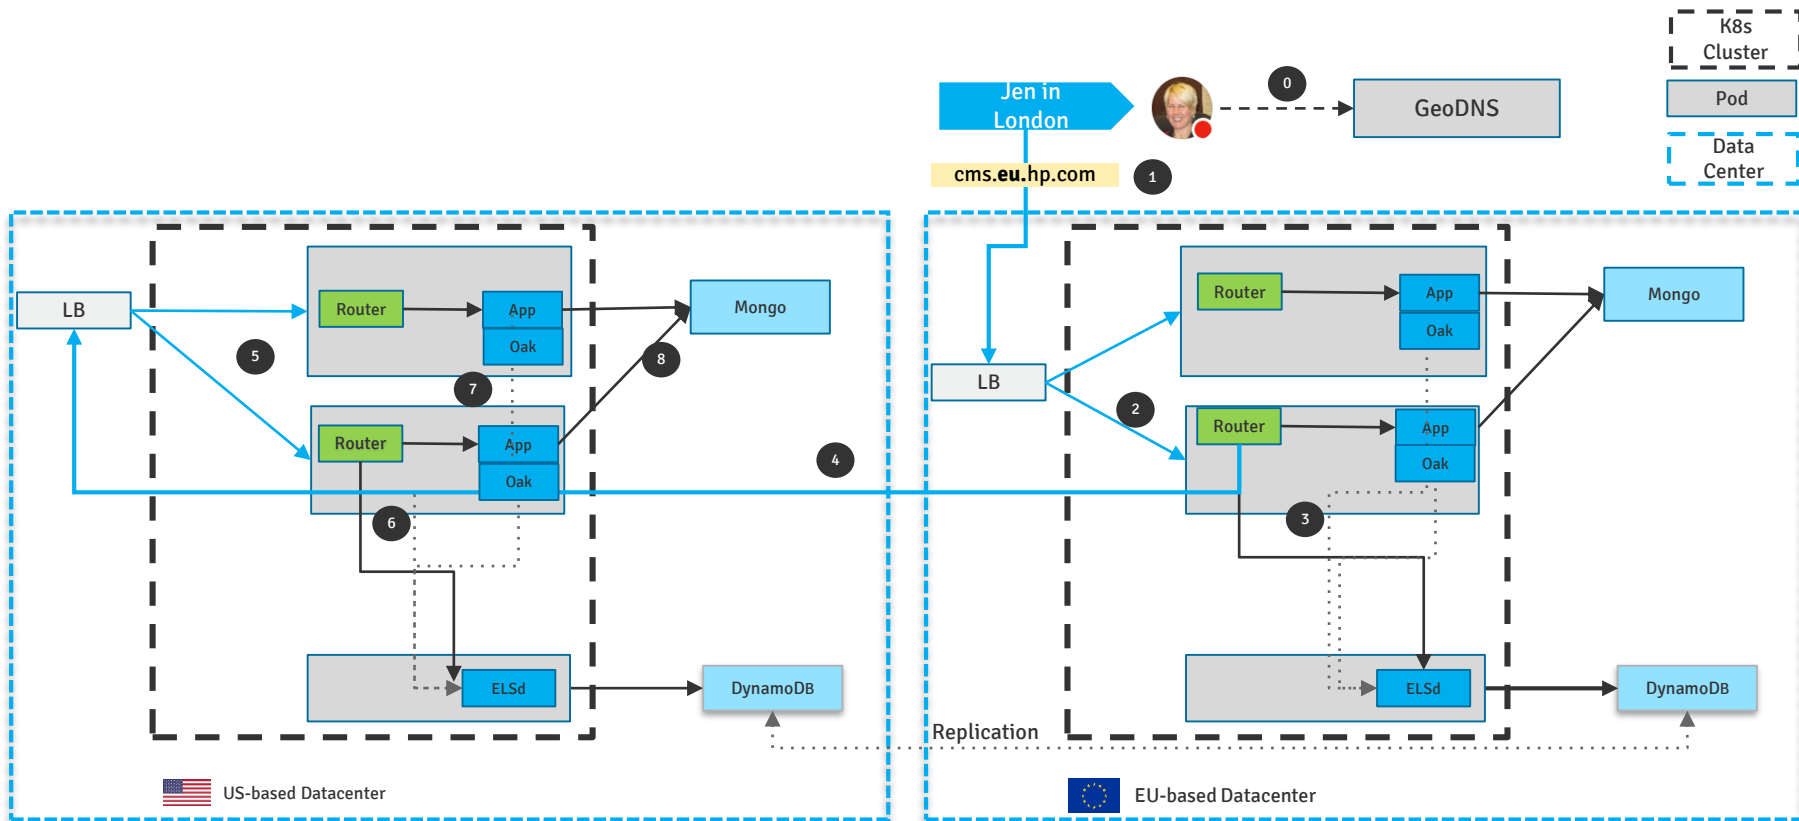 K8s
Cluster
Jen in
London
0
GeoDNS
Pod
Data
Center
cms.eu.hp.com
1
LB
Router
App
Oak
Mongo
5
7
8
Router
App
Oak
4
6
ELSd
DynamoDB
US-based Datacenter
Router
App
Oak
Mongo
LB
2
Router
App
Oak
3
ELSd
DynamoDB
Replication
EU-based Datacenter